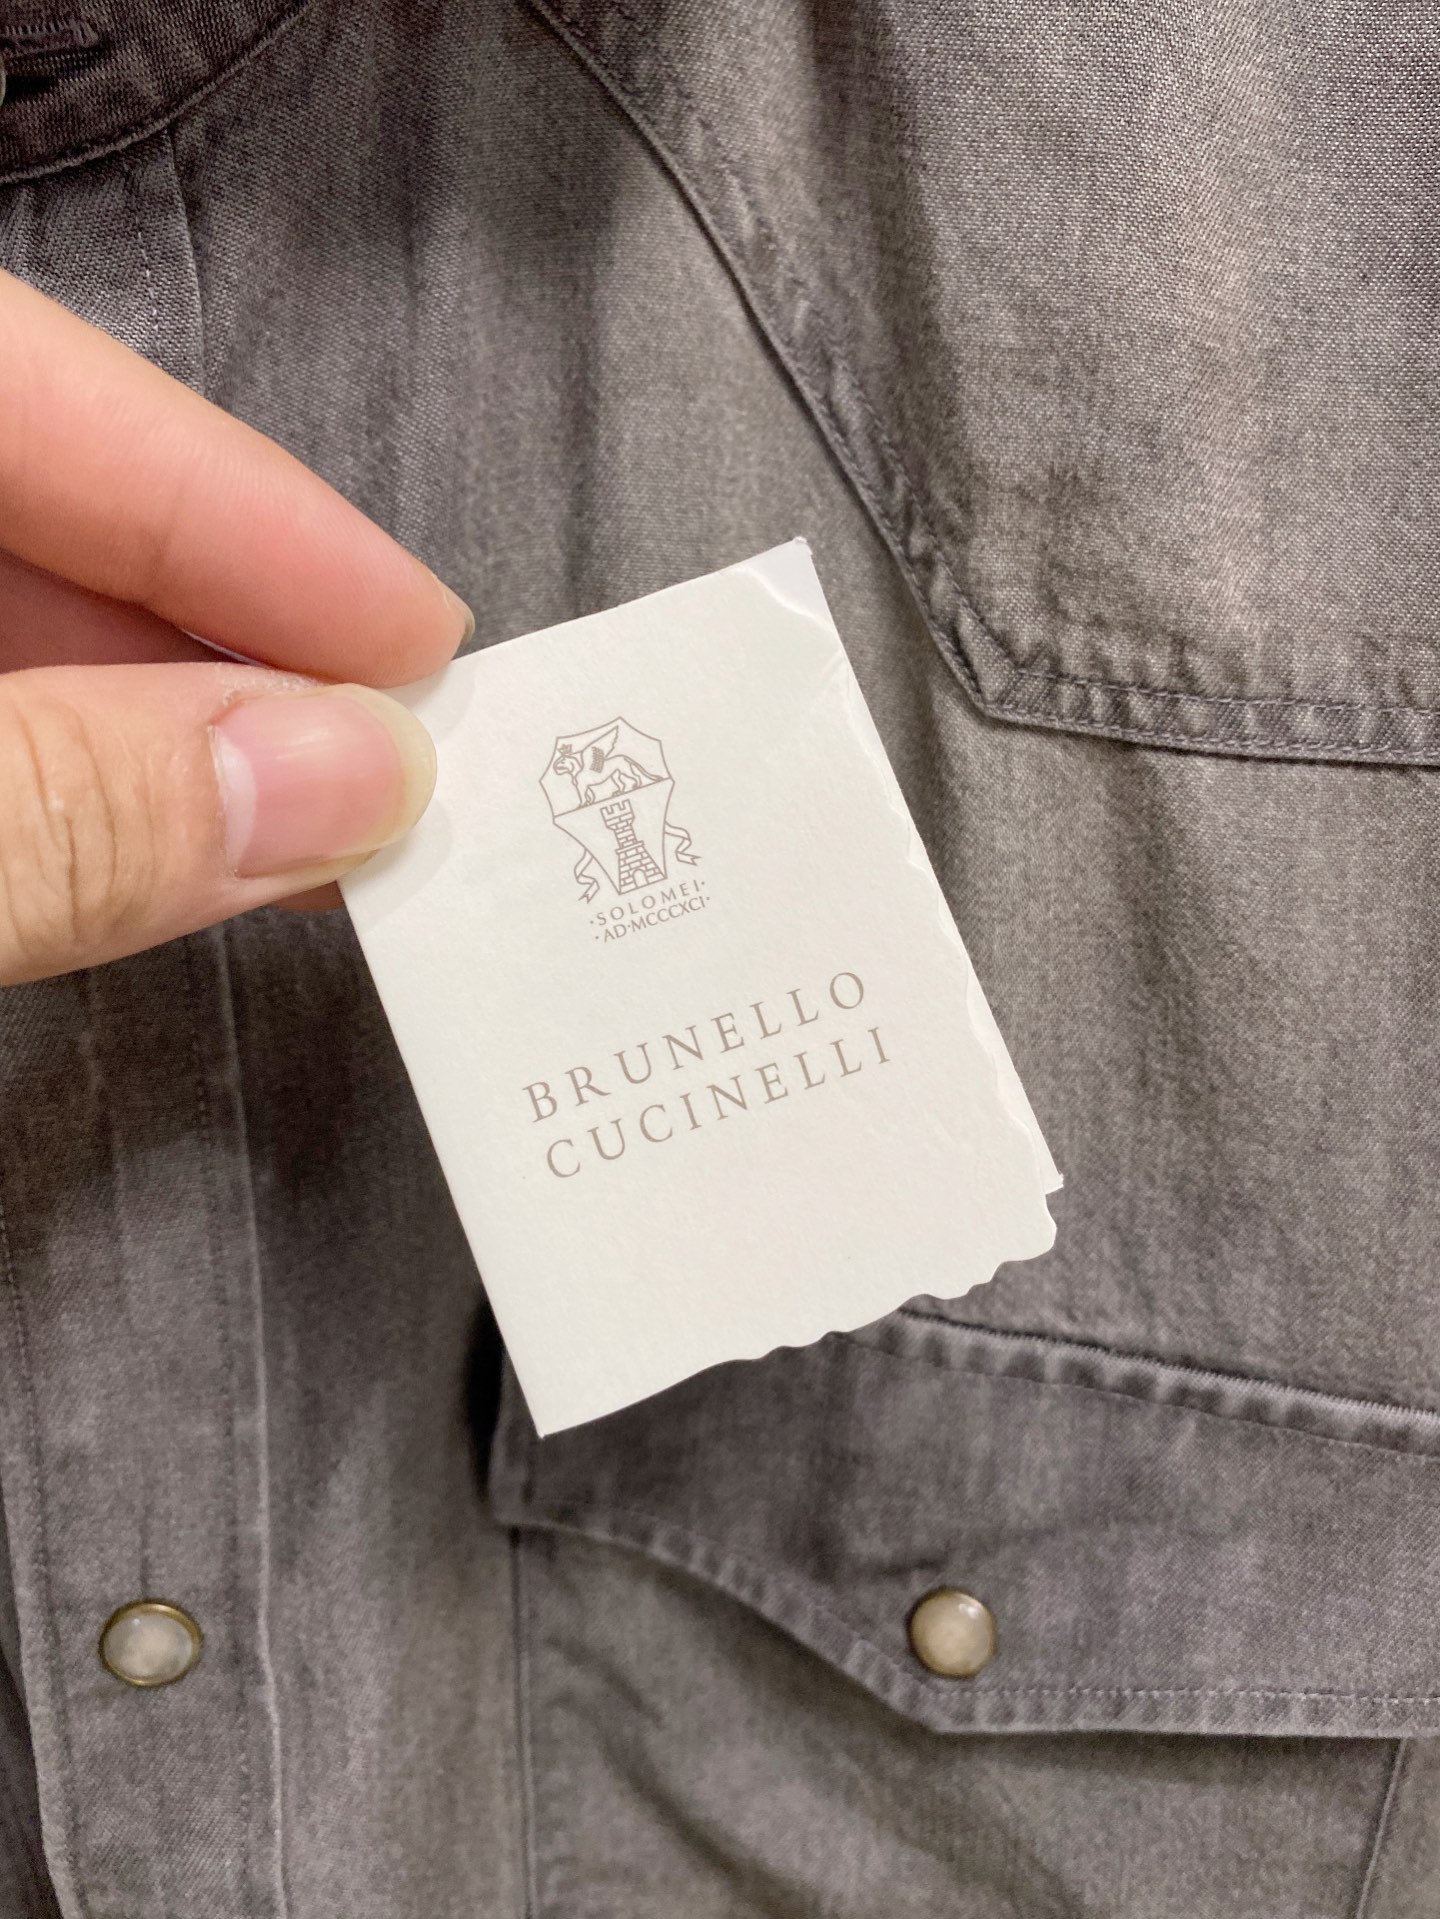 ·SOLOMEI·
·AD·MCCCXCI·
BRUNELLO
CUCINELLI